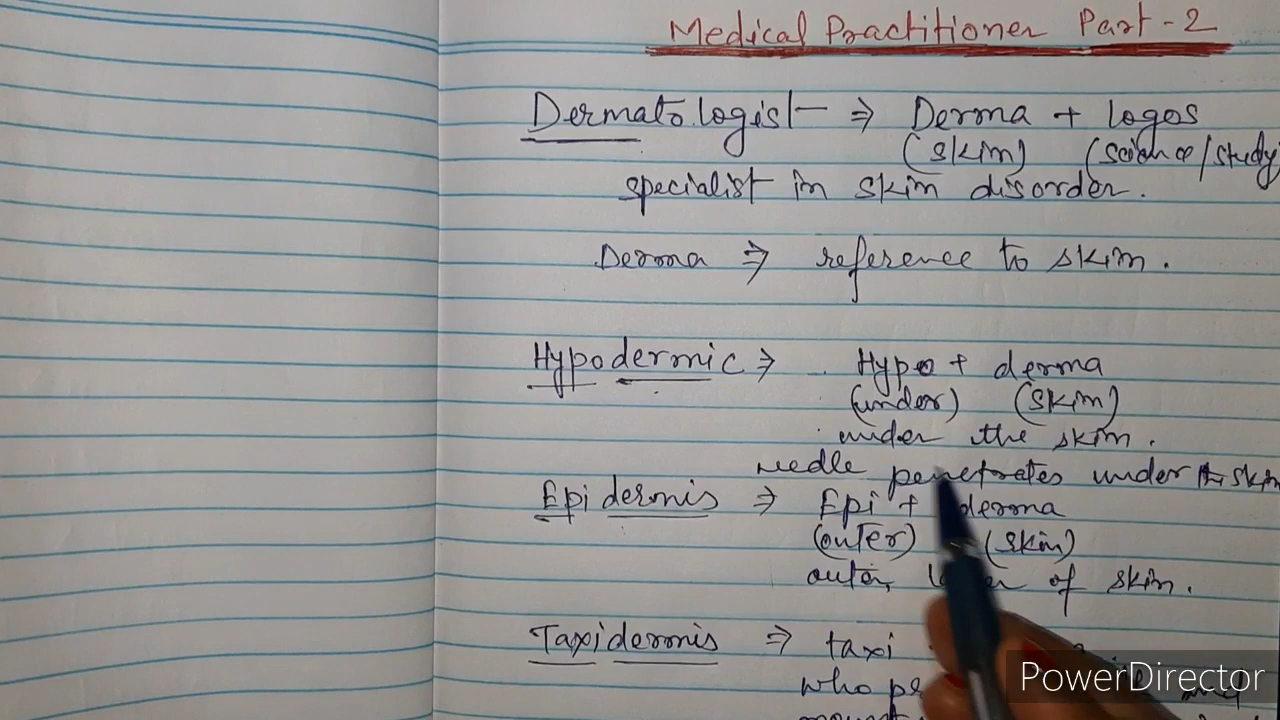 Medical Practitioner Part-2
Dermatologist ⇒ Derma + logos
(skin) (science/study
specialist in skin disorder.
Derma ⇒ reference to skin.
Hypodermic ⇒ Hypo + derma
(under) (skin)
under the skin.
needle penetrates under the skin
Epidermis ⇒ Epi + derma
(outer) (skin)
outer of skin.
Taxidermis ⇒ taxi
who
PowerDirector